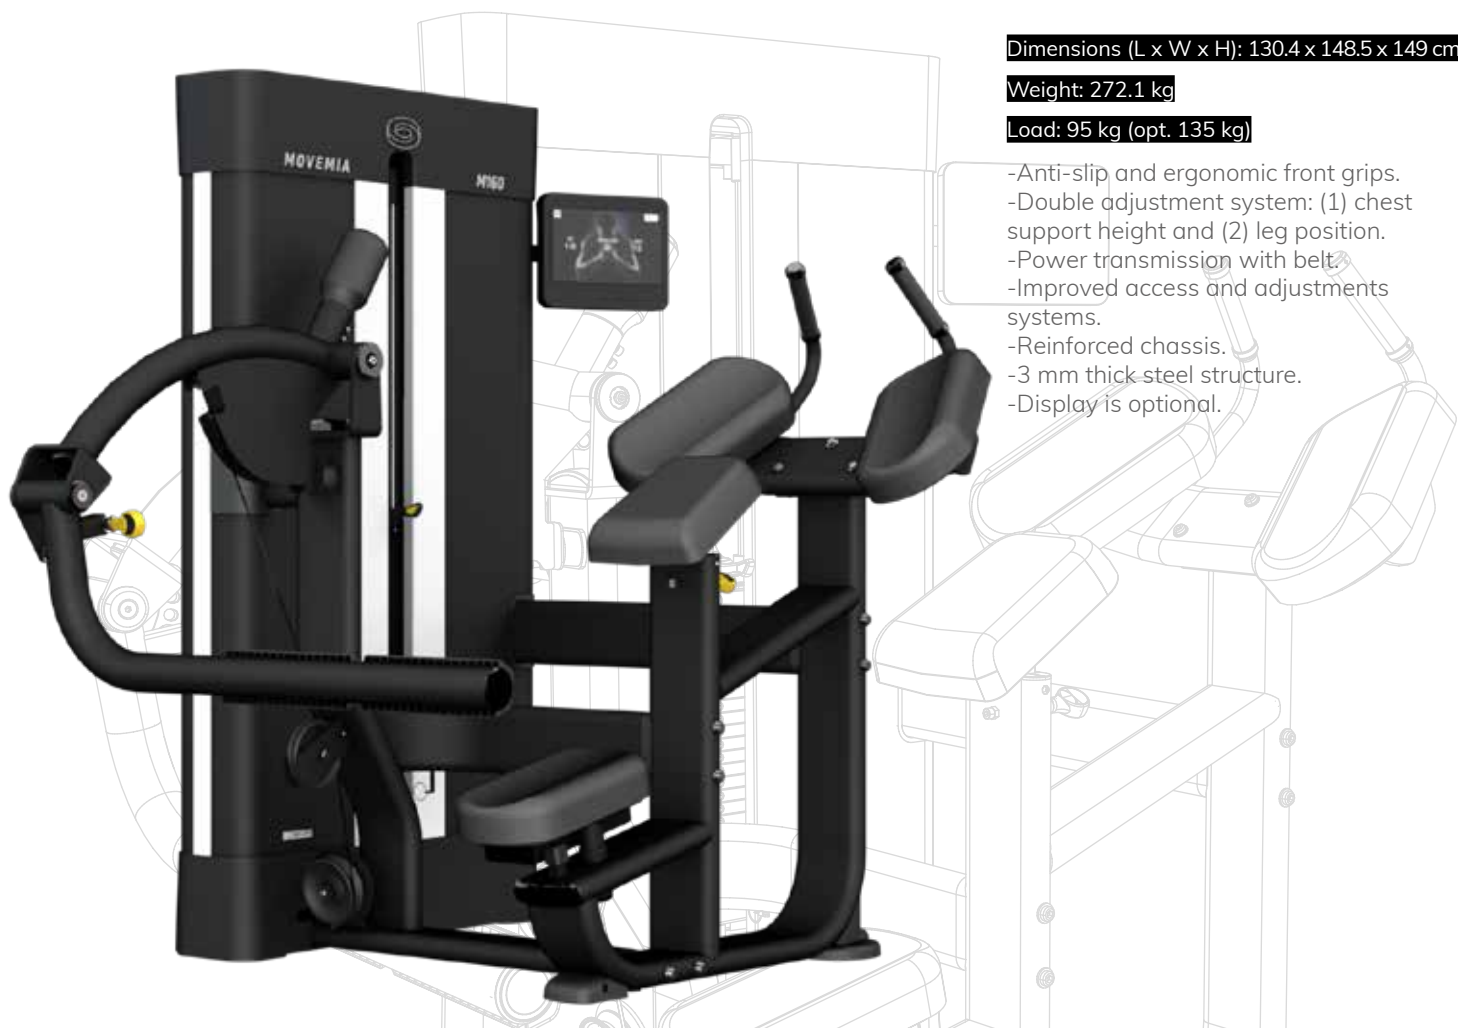 Dimensions (L x W x H): 130.4 x 148.5 x 149 cm
Weight: 272.1 kg
Load: 95 kg (opt. 135 kg)
-Anti-slip and ergonomic front grips.
-Double adjustment system: (1) chest
support height and (2) leg position.
-Power transmission with belt.
-Improved access and adjustments
systems.
-Reinforced chassis.
-3 mm thick steel structure.
-Display is optional.
MOVEMIA
M160